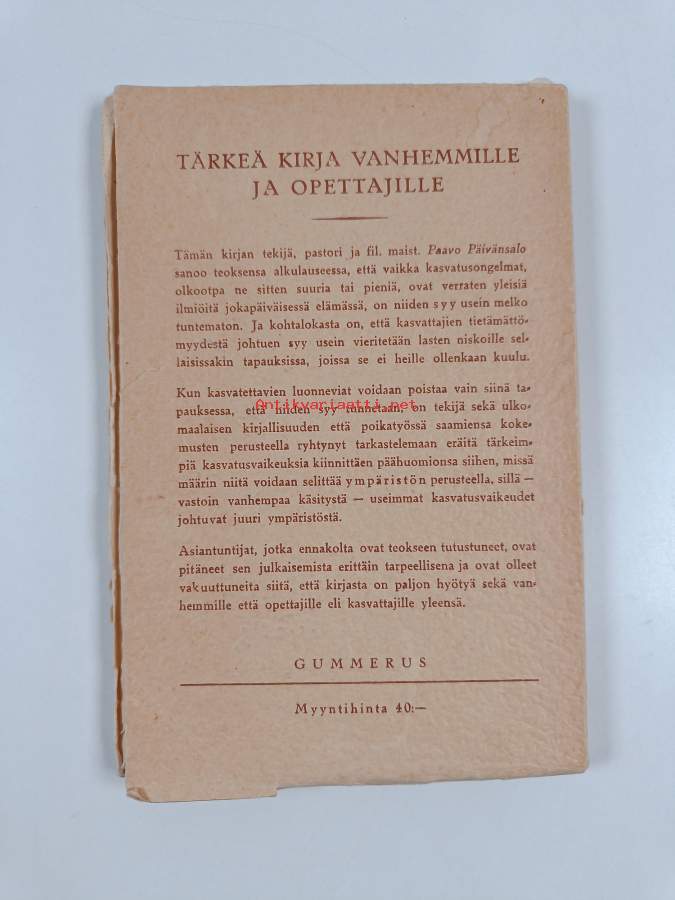 TÄRKEÄ KIRJA VANHEMMILLE
JA OPETTAJILLE
Tämän kirjan tekijä, pastori ja fil. maist. Paavo Päivänsalo
sanoo teoksensa alkulauseessa, että vaikka kasvatusongelmat,
olkootpa ne sitten suuria tai pieniä, ovat verraten yleisiä
ilmiöitä jokapäiväisessä elämässä, on niiden syy usein melko
tuntematon. Ja kohtalokasta on, että kasvattajien tietämättö-
myydestä johtuen syy usein vieritetään lasten niskoille sel-
laisissakin tapauksissa, joissa se ei heille ollenkaan kuulu.
Kun kasvatettavien luonneviat voidaan poistaa vain siinä ta-
pauksessa, että niiden syy tunnetaan, on tekijä sekä ulko-
Antikvariaatti.net
maalaisen kirjallisuuden että poikatyössä saamiensa koke-
musten perusteella ryhtynyt tarkastelemaan eräitä tärkeim-
piä kasvatusvaikeuksia kiinnittäen päähuomionsa siihen, missä
määrin niitä voidaan selittää ympäristön perusteella, sillä —
vastoin vanhempaa käsitystä — useimmat kasvatusvaikeudet
johtuvat juuri ympäristöstä.
Asiantuntijat, jotka ennakolta ovat teokseen tutustuneet, ovat
pitäneet sen julkaisemista erittäin tarpeellisena ja ovat olleet
vakuuttuneita siitä, että kirjasta on paljon hyötyä sekä van-
hemmille että opettajille eli kasvattajille yleensä.
GUMMERUS
Myyntihinta 40:—